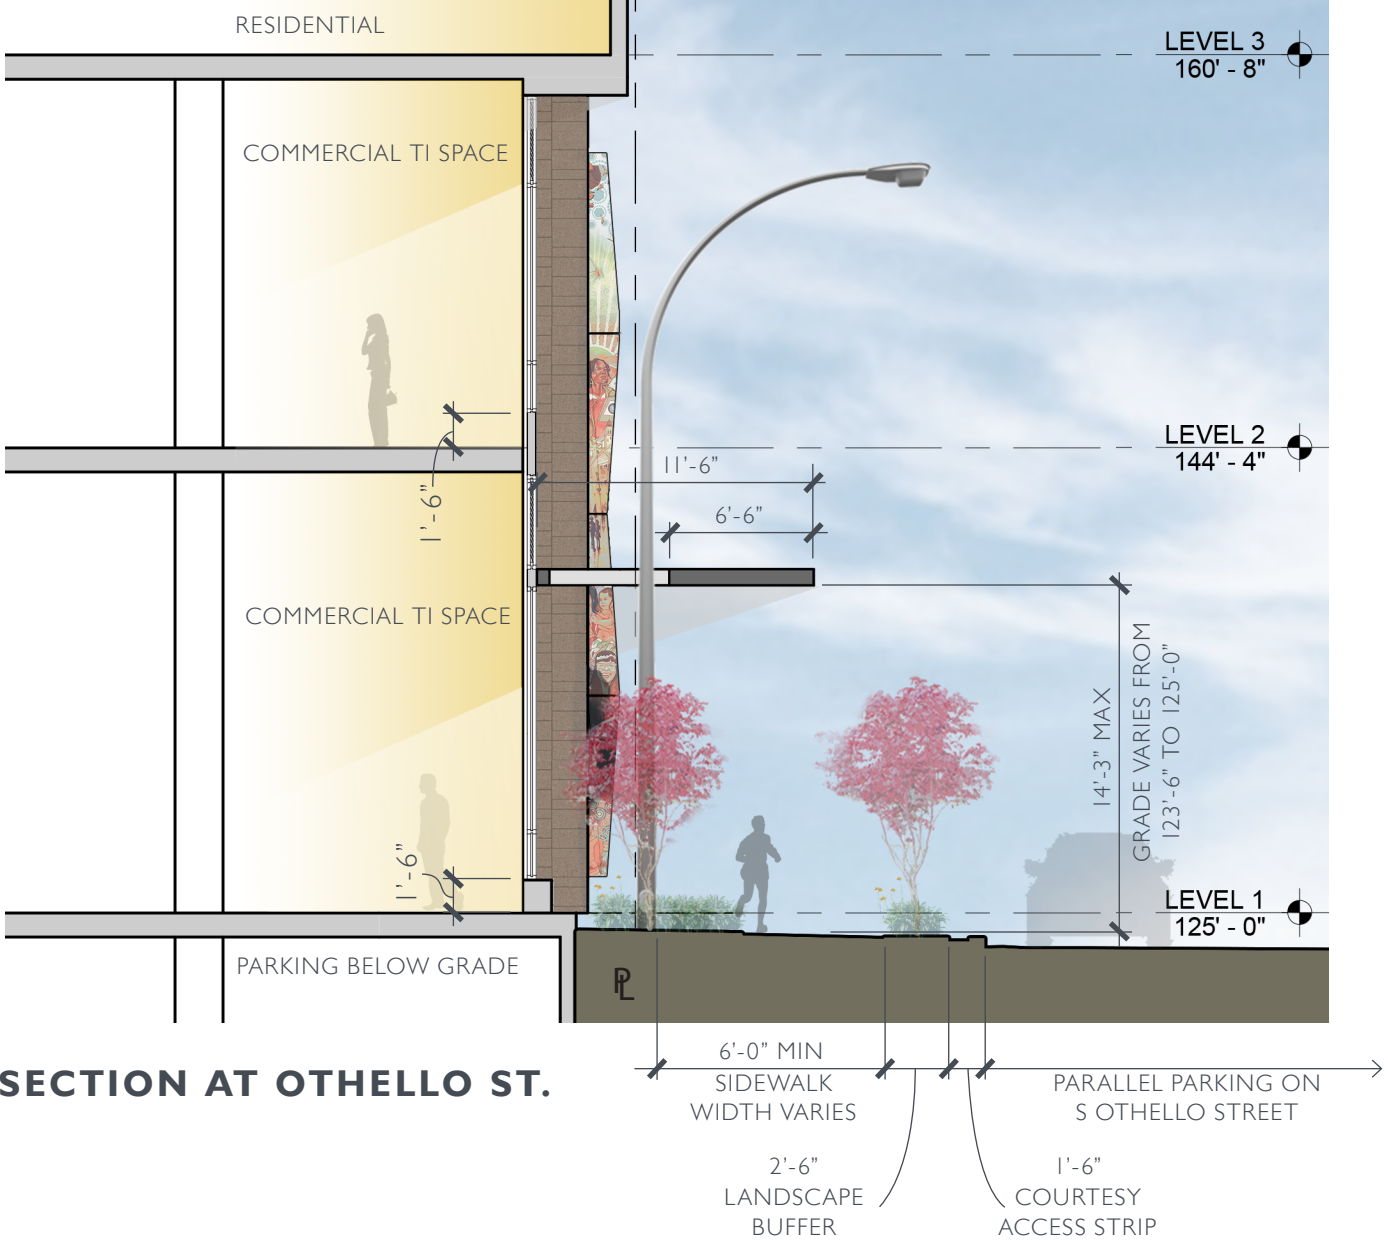 RESIDENTIAL
LEVEL 3
160' - 8"
COMMERCIAL TI SPACE
LEVEL 2
144' - 4"
11'-6"
6'-6"
1'-6"
COMMERCIAL TI SPACE
14'-3" MAX
GRADE VARIES FROM
123'-6" TO 125'-0"
1'-6"
LEVEL 1
125' - 0"
PARKING BELOW GRADE
PL
6'-0" MIN
SIDEWALK
WIDTH VARIES
PARALLEL PARKING ON
S OTHELLO STREET
SECTION AT OTHELLO ST.
2'-6"
LANDSCAPE
BUFFER
1'-6"
COURTESY
ACCESS STRIP